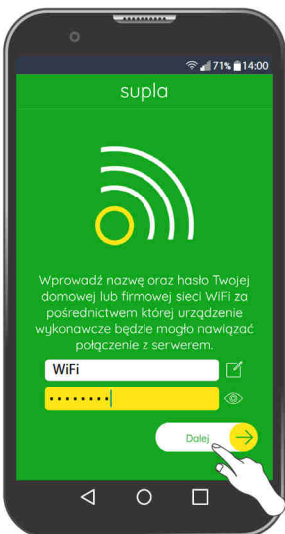 71% 14:00
supla
Wprowadź nazwę oraz hasło Twojej
domowej lub firmowej sieci WiFi za
pośrednictwem której urządzenie
wykonawcze będzie mogło nawiązać
połączenie z serwerem.
WiFi
••••••••
Dalej